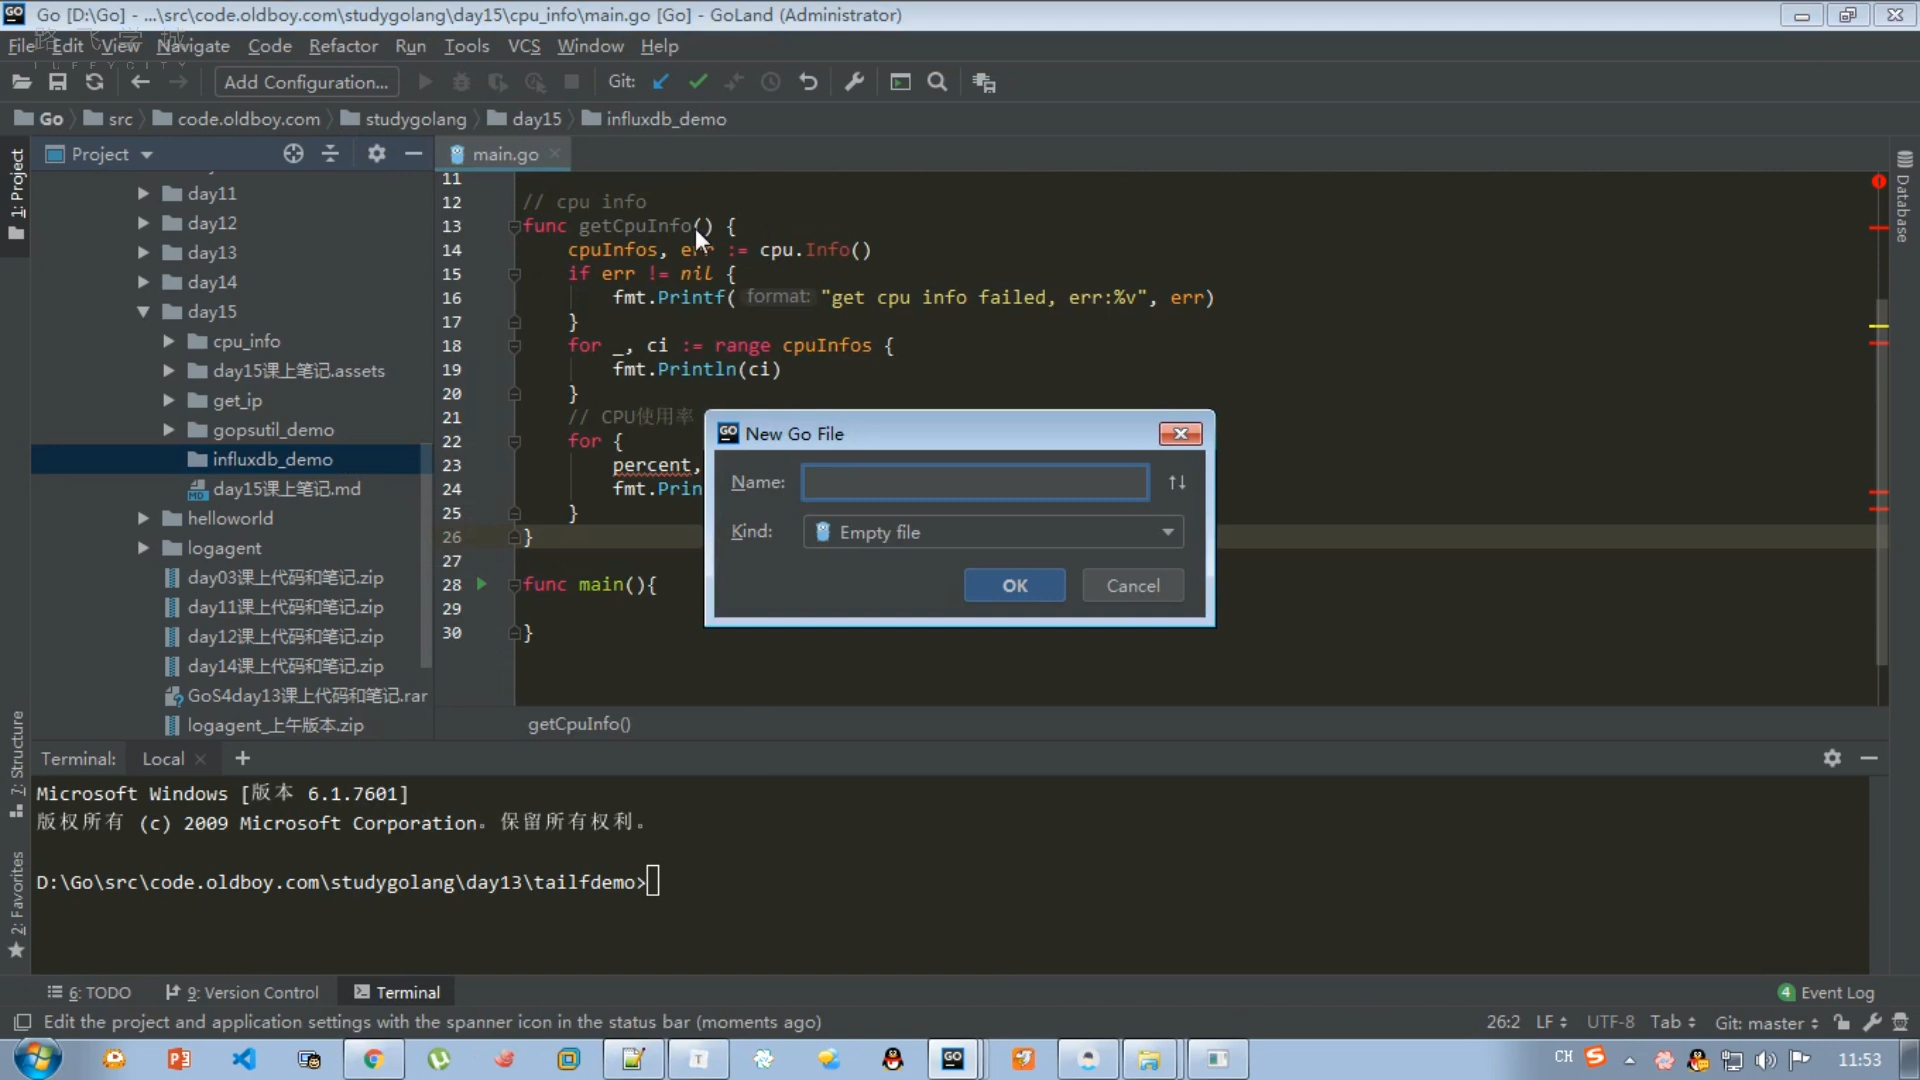 Go [D:\Go] - ...\src\code.oldboy.com\studygolang\day15\cpu_info\main.go [Go] - GoLand (Administrator)
File Edit View Navigate Code Refactor Run Tools VCS Window Help
LUFFYCITY
Add Configuration... Git:
Go src code.oldboy.com studygolang day15 influxdb_demo
Project
main.go
1: Project
Database
day11
day12
day13
day14
day15
cpu_info
day15课上笔记.assets
get_ip
gopsutil_demo
influxdb_demo
day15课上笔记.md
helloworld
logagent
day03课上代码和笔记.zip
day11课上代码和笔记.zip
day12课上代码和笔记.zip
day14课上代码和笔记.zip
GoS4day13课上代码和笔记.rar
logagent_上午版本.zip
11
12 // cpu info
13 func getCpuInfo() {
14 cpuInfos, err := cpu.Info()
15 if err != nil {
16 fmt.Printf( format: "get cpu info failed, err:%v", err)
17 }
18 for _, ci := range cpuInfos {
19 fmt.Println(ci)
20 }
21 // CPU使用率
22 for {
23 percent,
24 fmt.Prin
25 }
26 }
27
28 func main(){
29
30 }
getCpuInfo()
New Go File
Name:
Kind: Empty file
OK Cancel
7: Structure
2: Favorites
Terminal: Local +
Microsoft Windows [版本 6.1.7601]
版权所有 (c) 2009 Microsoft Corporation。保留所有权利。
D:\Go\src\code.oldboy.com\studygolang\day13\tailfdemo>
6: TODO 9: Version Control Terminal 4 Event Log
Edit the project and application settings with the spanner icon in the status bar (moments ago) 26:2 LF UTF-8 Tab Git: master
CH 11:53